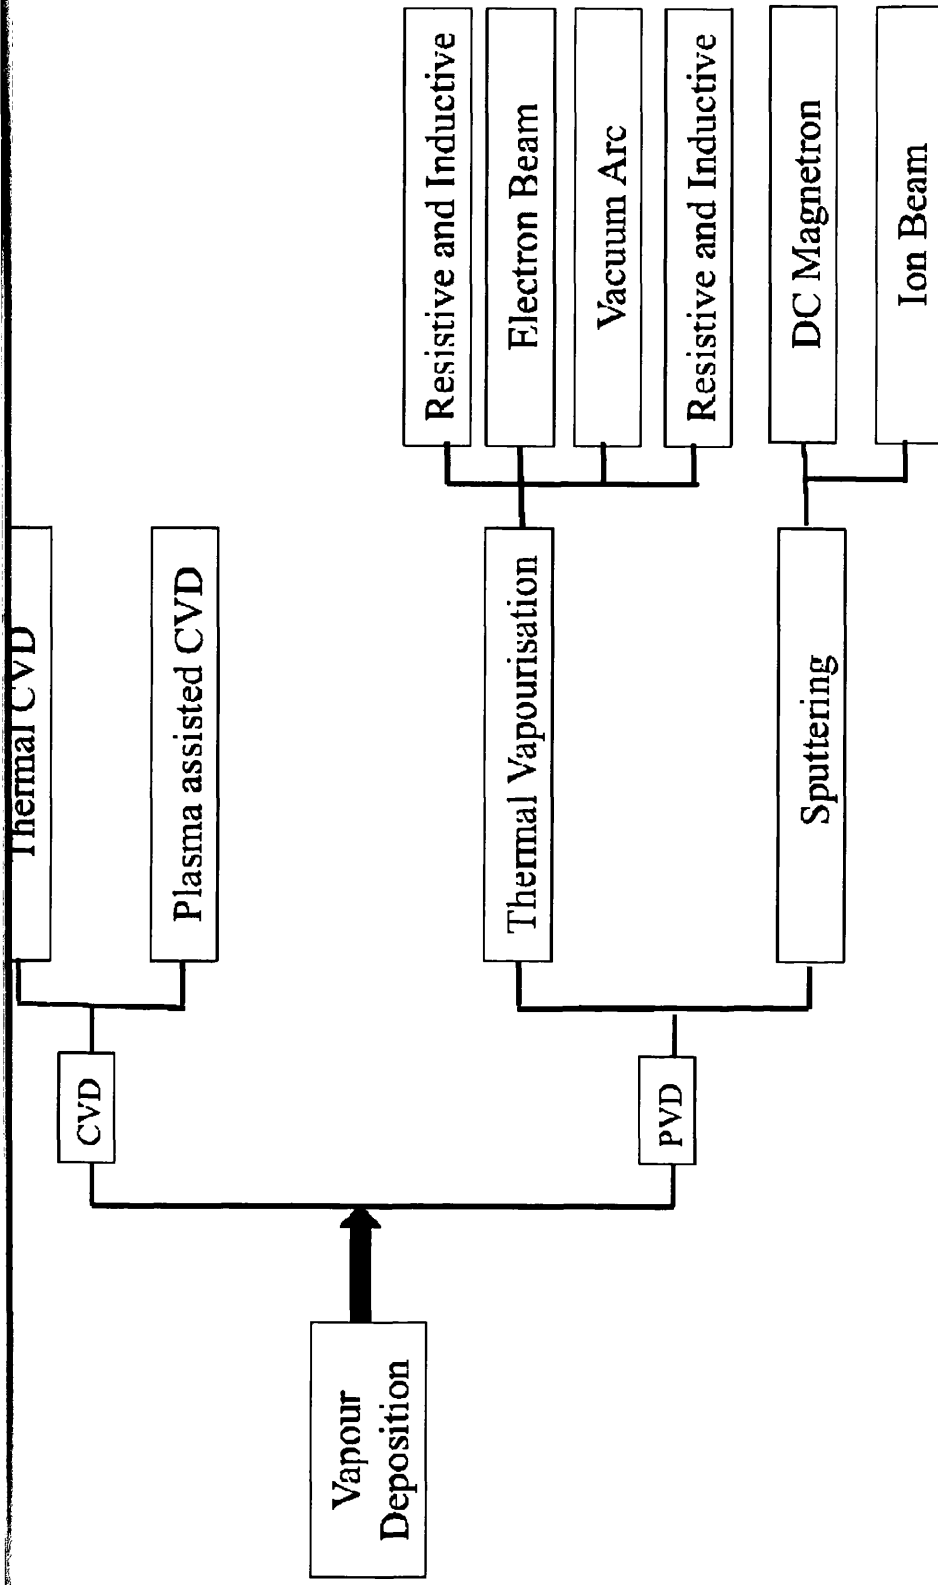 Vapour
Deposition
CVD
Thermal CVD
Plasma assisted CVD
PVD
Thermal Vapourisation
Resistive and Inductive
Electron Beam
Vacuum Arc
Resistive and Inductive
Sputtering
DC Magnetron
Ion Beam